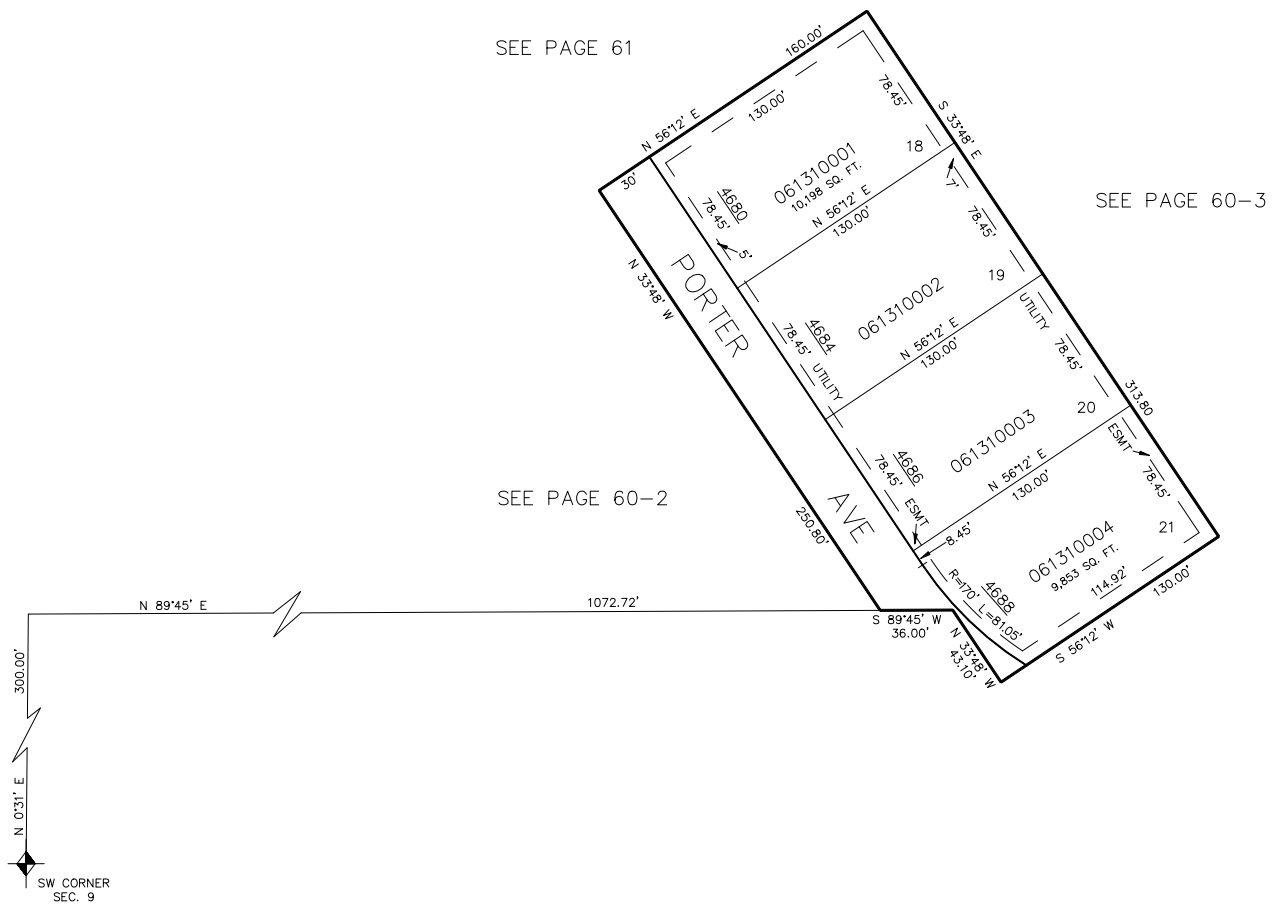 SEE PAGE 61
160.00'
N 56°12' E
130.00'
78.45'
S 33°48' E
18
061310001
10,198 SQ. FT.
30'
4680
78.45'
N 56°12' E
130.00'
7'
SEE PAGE 60-3
5'
78.45'
19
N 33°48' W
PORTER
061310002
4684
78.45'
N 56°12' E
130.00'
UTILITY
78.45'
UTILITY
313.80
20
061310003
4686
78.45'
N 56°12' E
130.00'
ESMT
78.45'
SEE PAGE 60-2
250.80'
AVE
ESMT
8.45'
21
061310004
9,853 SQ. FT.
4688
R=170' L=81.05'
114.92'
130.00'
S 56°12' W
N 89°45' E
1072.72'
S 89°45' W
36.00'
N 33°48' W
43.10'
300.00'
N 0°31' E
SW CORNER
SEC. 9